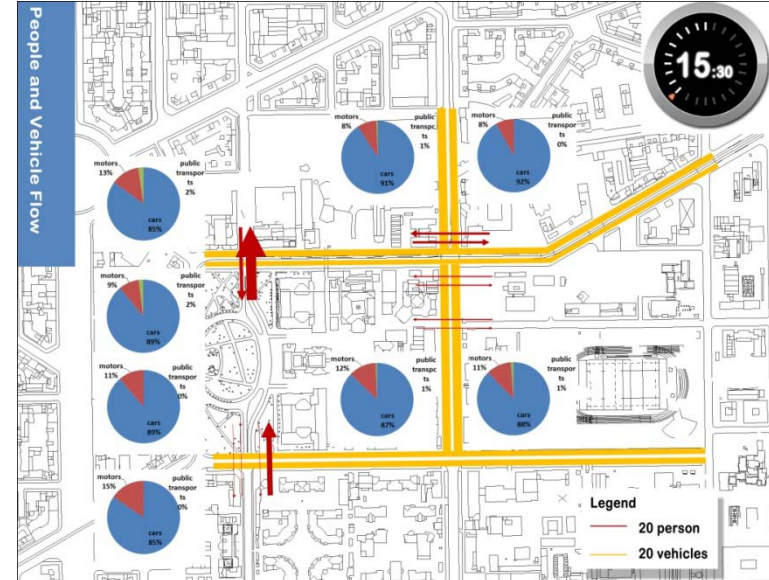 People and Vehicle Flow
15:30
motors
8%
public
transpo
rts
1%
cars
91%
motors
8%
public
transpor
ts
0%
cars
92%
motors
13%
public
transpor
ts
2%
cars
85%
motors
9%
public
transpor
ts
2%
cars
89%
motors
11%
public
transpor
ts
0%
cars
89%
motors
12%
public
transpor
ts
1%
cars
87%
motors
11%
public
transpor
ts
1%
cars
88%
motors
15%
public
transpor
ts
0%
cars
85%
Legend
20 person
20 vehicles